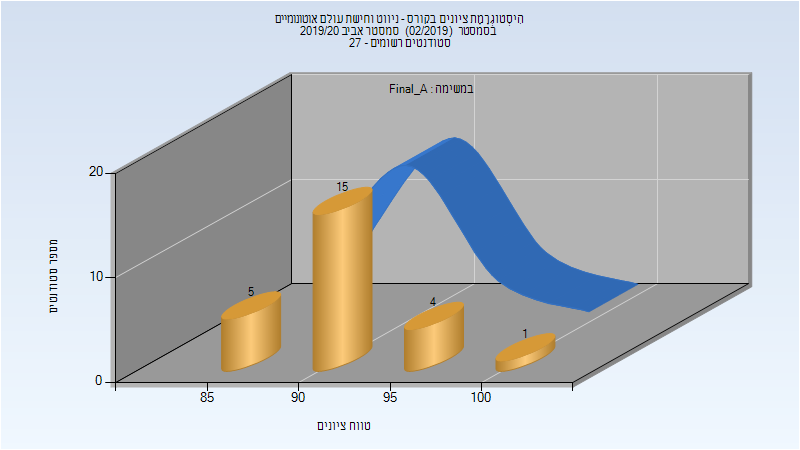 היסטוגרמת ציונים בקורס - ניווט וחישת עולם אוטונומיים
בסמסטר (02/2019) סמסטר אביב 2019/20
סטודנטים רשומים - 27
במשימה : Final_A
20
10
0
מספר סטודנטים
5
15
4
1
85
90
95
100
טווח ציונים